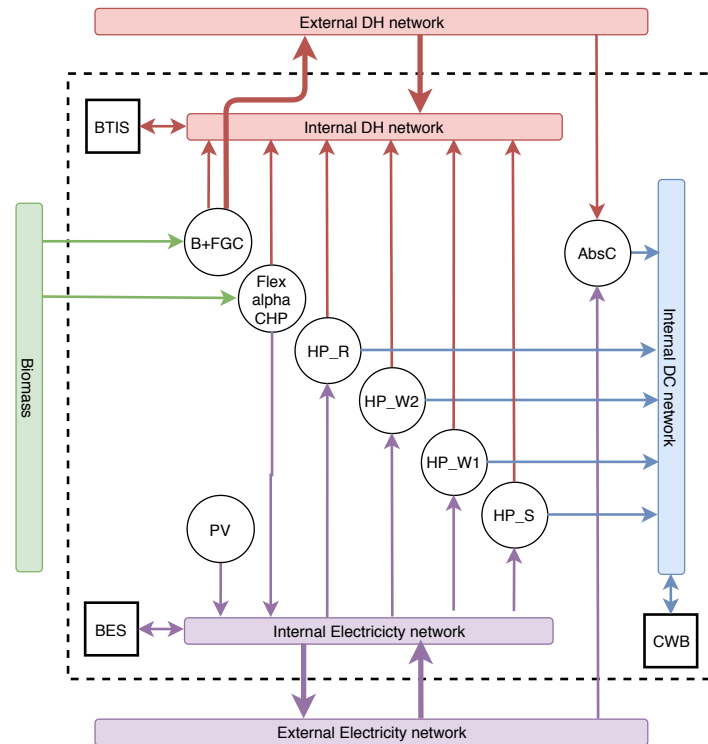 External DH network
BTIS
Internal DH network
B+FGC
AbsC
Flex
alpha
CHP
HP_R
HP_W2
HP_W1
HP_S
PV
Biomass
Internal DC network
BES
Internal Electricicty network
CWB
External Electricity network